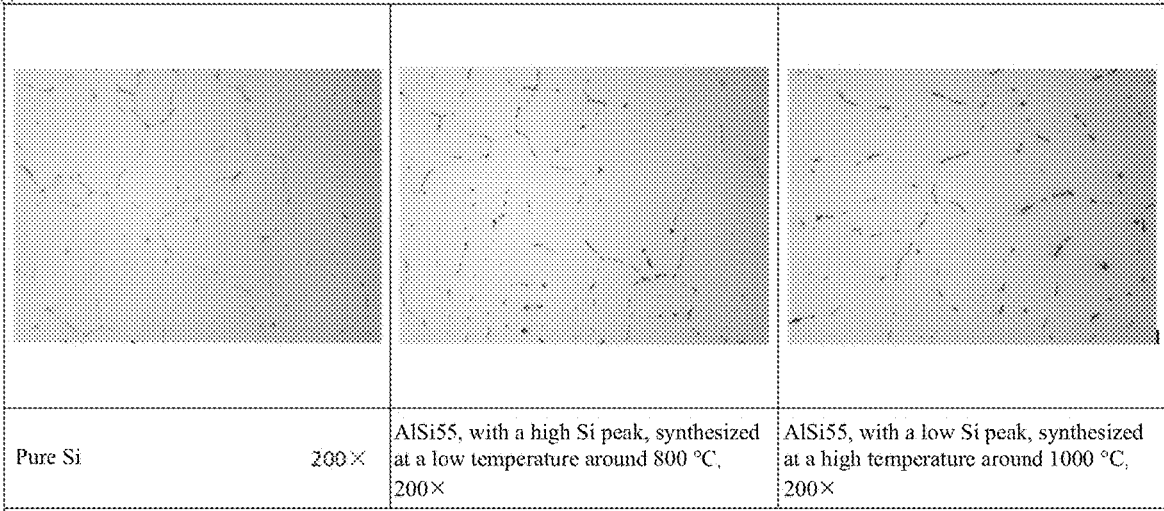 Pure Si 200×
AlSi55, with a high Si peak, synthesized
at a low temperature around 800 °C,
200×
AlSi55, with a low Si peak, synthesized
at a high temperature around 1000 °C,
200×